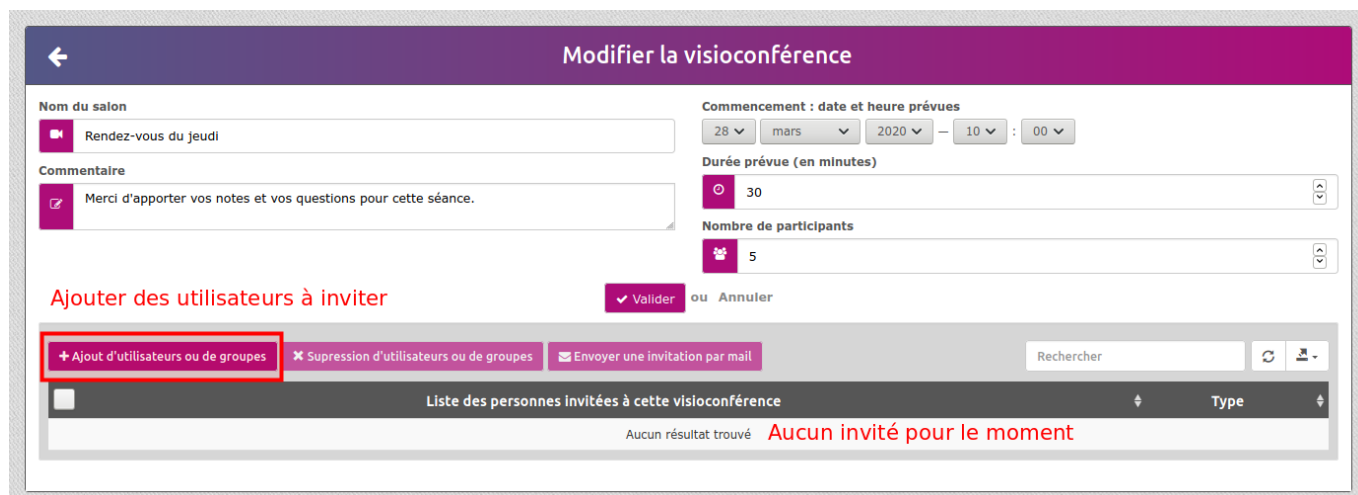 Modifier la visioconférence
Nom du salon
Rendez-vous du jeudi
Commentaire
Merci d'apporter vos notes et vos questions pour cette séance.
Commencement : date et heure prévues
28 mars 2020 — 10 : 00
Durée prévue (en minutes)
30
Nombre de participants
5
Ajouter des utilisateurs à inviter
Valider ou Annuler
Ajout d'utilisateurs ou de groupes Supression d'utilisateurs ou de groupes Envoyer une invitation par mail Rechercher
Liste des personnes invitées à cette visioconférence Type
Aucun résultat trouvé Aucun invité pour le moment